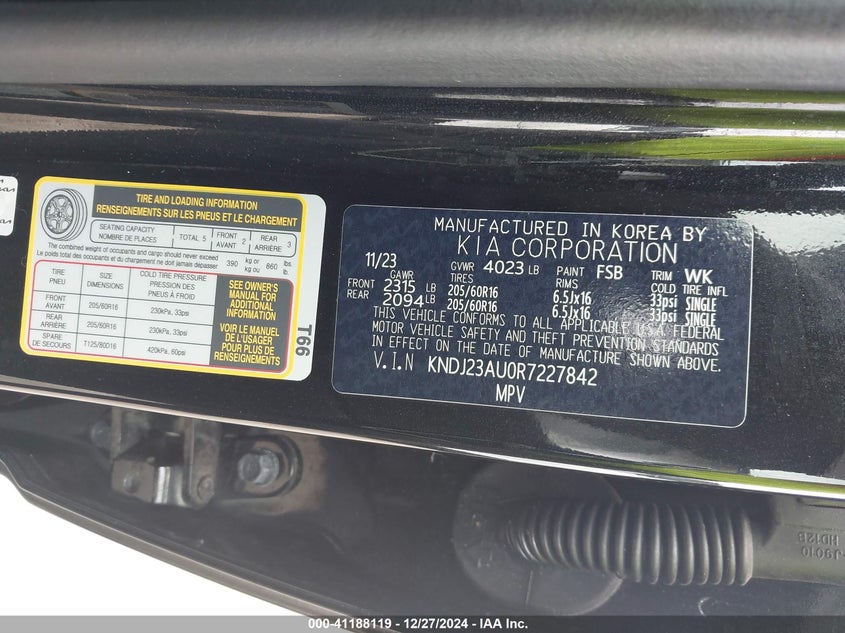 TIRE AND LOADING INFORMATION
RENSEIGNEMENTS SUR LES PNEUS ET LE CHARGEMENT
SEATING CAPACITY
NOMBRE DE PLACES
TOTAL 5
FRONT
AVANT
2
REAR
ARRIÈRE
3
The combined weight of occupants and cargo should never exceed
Le poids total des occupants et du chargement ne doit jamais dépasser
390 kg or
kg ou
860 lbs.
lb.
TIRE
PNEU
SIZE
DIMENSIONS
COLD TIRE PRESSURE
PRESSION DES
PNEUS À FROID
FRONT
AVANT
205/60R16
230kPa, 33psi
REAR
ARRIÈRE
205/60R16
230kPa, 33psi
SPARE
DE SECOURS
T125/80D16
420kPa, 60psi
SEE OWNER'S
MANUAL FOR
ADDITIONAL
INFORMATION
VOIR LE MANUEL
DE L'USAGER
POUR PLUS DE
RENSEIGNEMENTS
T66
MANUFACTURED IN KOREA BY
KIA CORPORATION
11/23 GVWR 4023 LB PAINT FSB TRIM WK
GAWR TIRES RIMS COLD TIRE INFL
FRONT 2315 LB 205/60R16 6.5Jx16 33psi SINGLE
REAR 2094 LB 205/60R16 6.5Jx16 33psi SINGLE
THIS VEHICLE CONFORMS TO ALL APPLICABLE U.S.A. FEDERAL
MOTOR VEHICLE SAFETY AND THEFT PREVENTION STANDARDS
IN EFFECT ON THE DATE OF MANUFACTURE SHOWN ABOVE.
V.I.N KNDJ23AU0R7227842
MPV
-J9010
HD12B
000-41188119 - 12/27/2024 - IAA Inc.